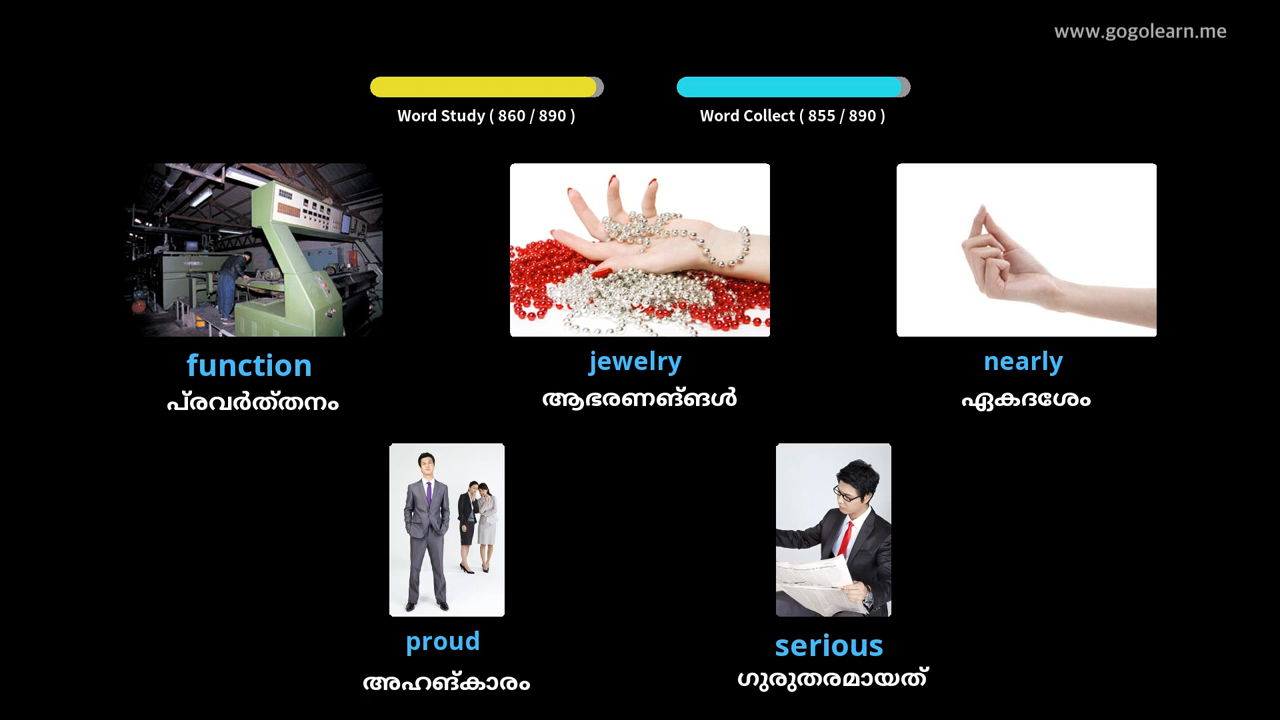 www.gogolearn.me
Word Study ( 860 / 890 )
Word Collect ( 855 / 890 )
function
പ്രവർത്തനം
jewelry
ആഭരണങ്ങൾ
nearly
ഏകദശേം
proud
അഹങ്കാരം
serious
ഗുരുതരമായത്